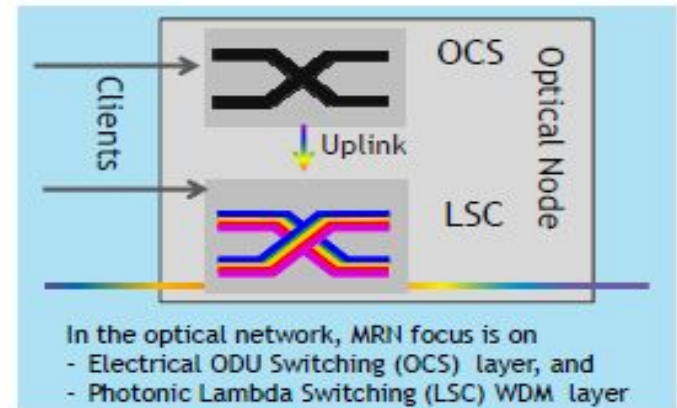 OCS
Optical Node
Clients
Uplink
LSC
In the optical network, MRN focus is on
- Electrical ODU Switching (OCS) layer, and
- Photonic Lambda Switching (LSC) WDM layer